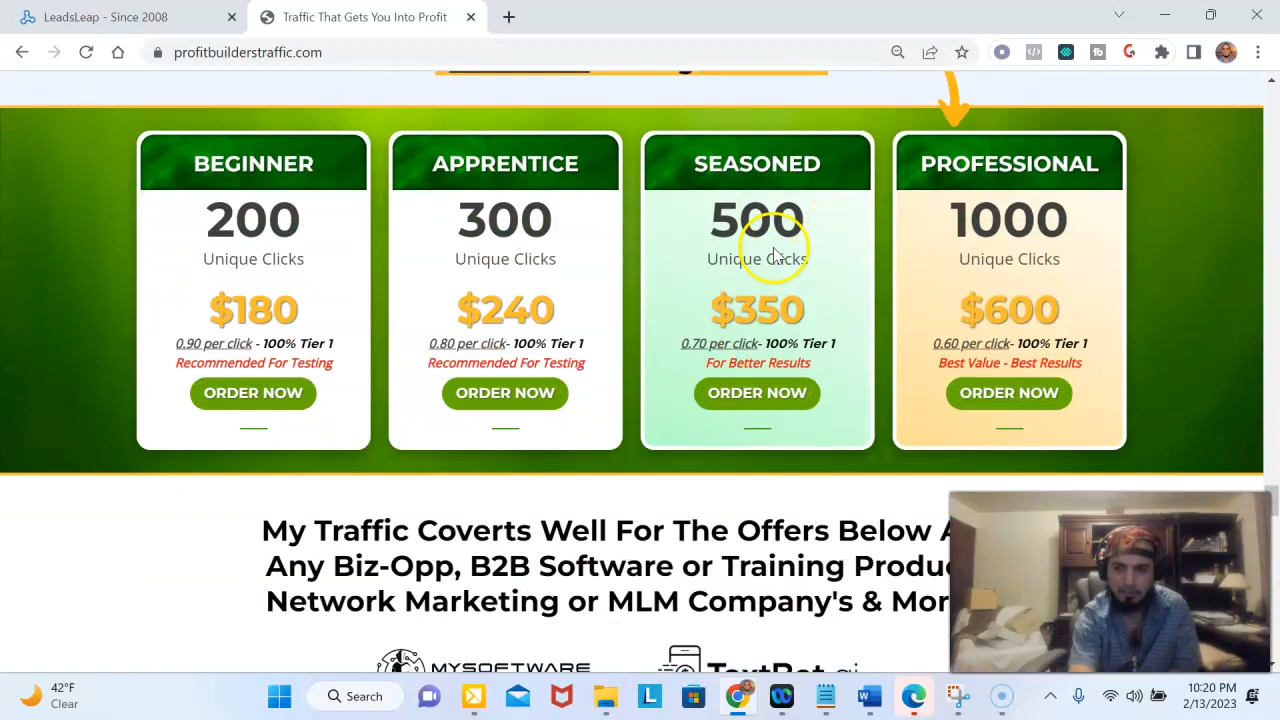 LeadsLeap - Since 2008
Traffic That Gets You Into Profit
profitbuilderstraffic.com
BEGINNER
200
Unique Clicks
$180
0.90 per click - 100% Tier 1
Recommended For Testing
ORDER NOW
APPRENTICE
300
Unique Clicks
$240
0.80 per click- 100% Tier 1
Recommended For Testing
ORDER NOW
SEASONED
500
Unique Clicks
$350
0.70 per click- 100% Tier 1
For Better Results
ORDER NOW
PROFESSIONAL
1000
Unique Clicks
$600
0.60 per click- 100% Tier 1
Best Value - Best Results
ORDER NOW
My Traffic Coverts Well For The Offers Below
Any Biz-Opp, B2B Software or Training
Network Marketing or MLM Company's &
MYSOFTWARE
TextBot.ai
42°F
Clear
Search
10:20 PM
2/13/2023